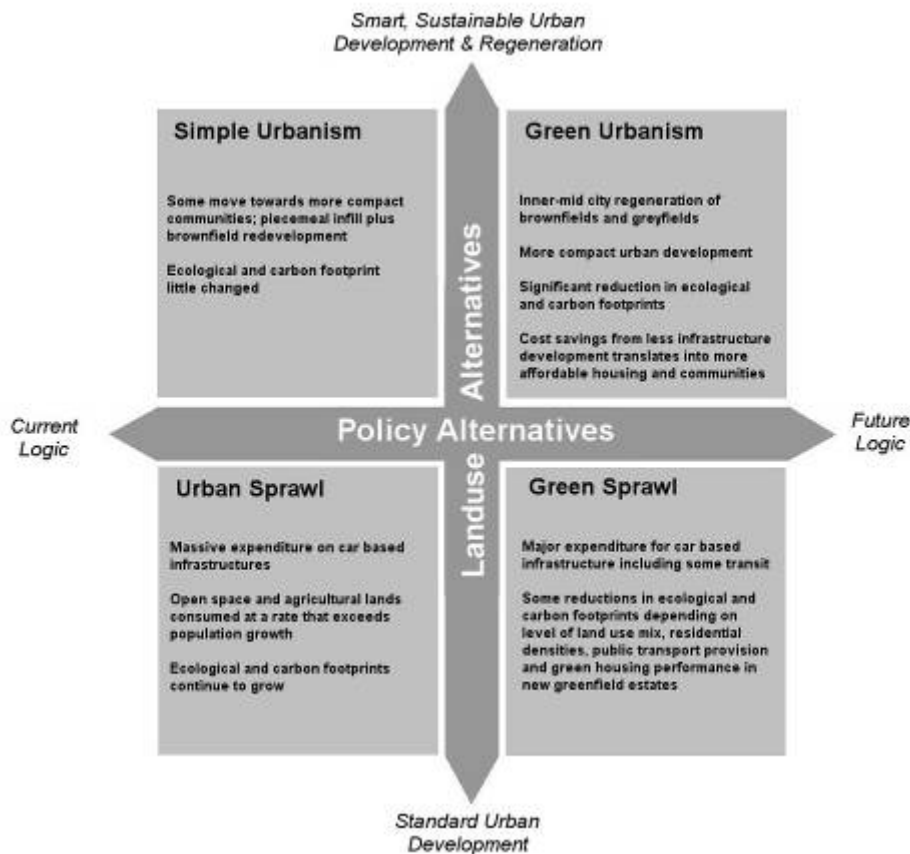 Smart, Sustainable Urban
Development & Regeneration
Simple Urbanism
Some move towards more compact
communities; piecemeal infill plus
brownfield redevelopment
Ecological and carbon footprint
little changed
Green Urbanism
Inner-mid city regeneration of
brownfields and greyfields
More compact urban development
Significant reduction in ecological
and carbon footprints
Cost savings from less infrastructure
development translates into more
affordable housing and communities
Current
Logic
Policy Alternatives
Landuse Alternatives
Future
Logic
Urban Sprawl
Massive expenditure on car based
infrastructures
Open space and agricultural lands
consumed at a rate that exceeds
population growth
Ecological and carbon footprints
continue to grow
Green Sprawl
Major expenditure for car based
infrastructure including some transit
Some reductions in ecological and
carbon footprints depending on
level of land use mix, residential
densities, public transport provision
and green housing performance in
new greenfield estates
Standard Urban
Development